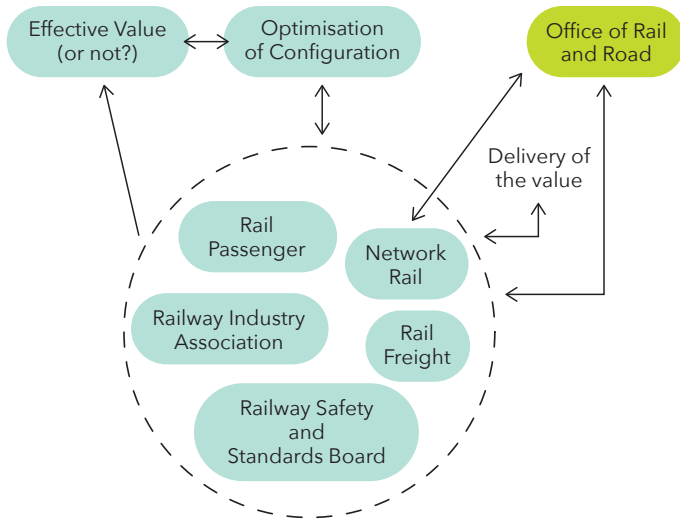 Effective Value
(or not?)
Optimisation
of Configuration
Office of Rail
and Road
Delivery of
the value
Rail
Passenger
Network
Rail
Railway Industry
Association
Rail
Freight
Railway Safety
and
Standards Board